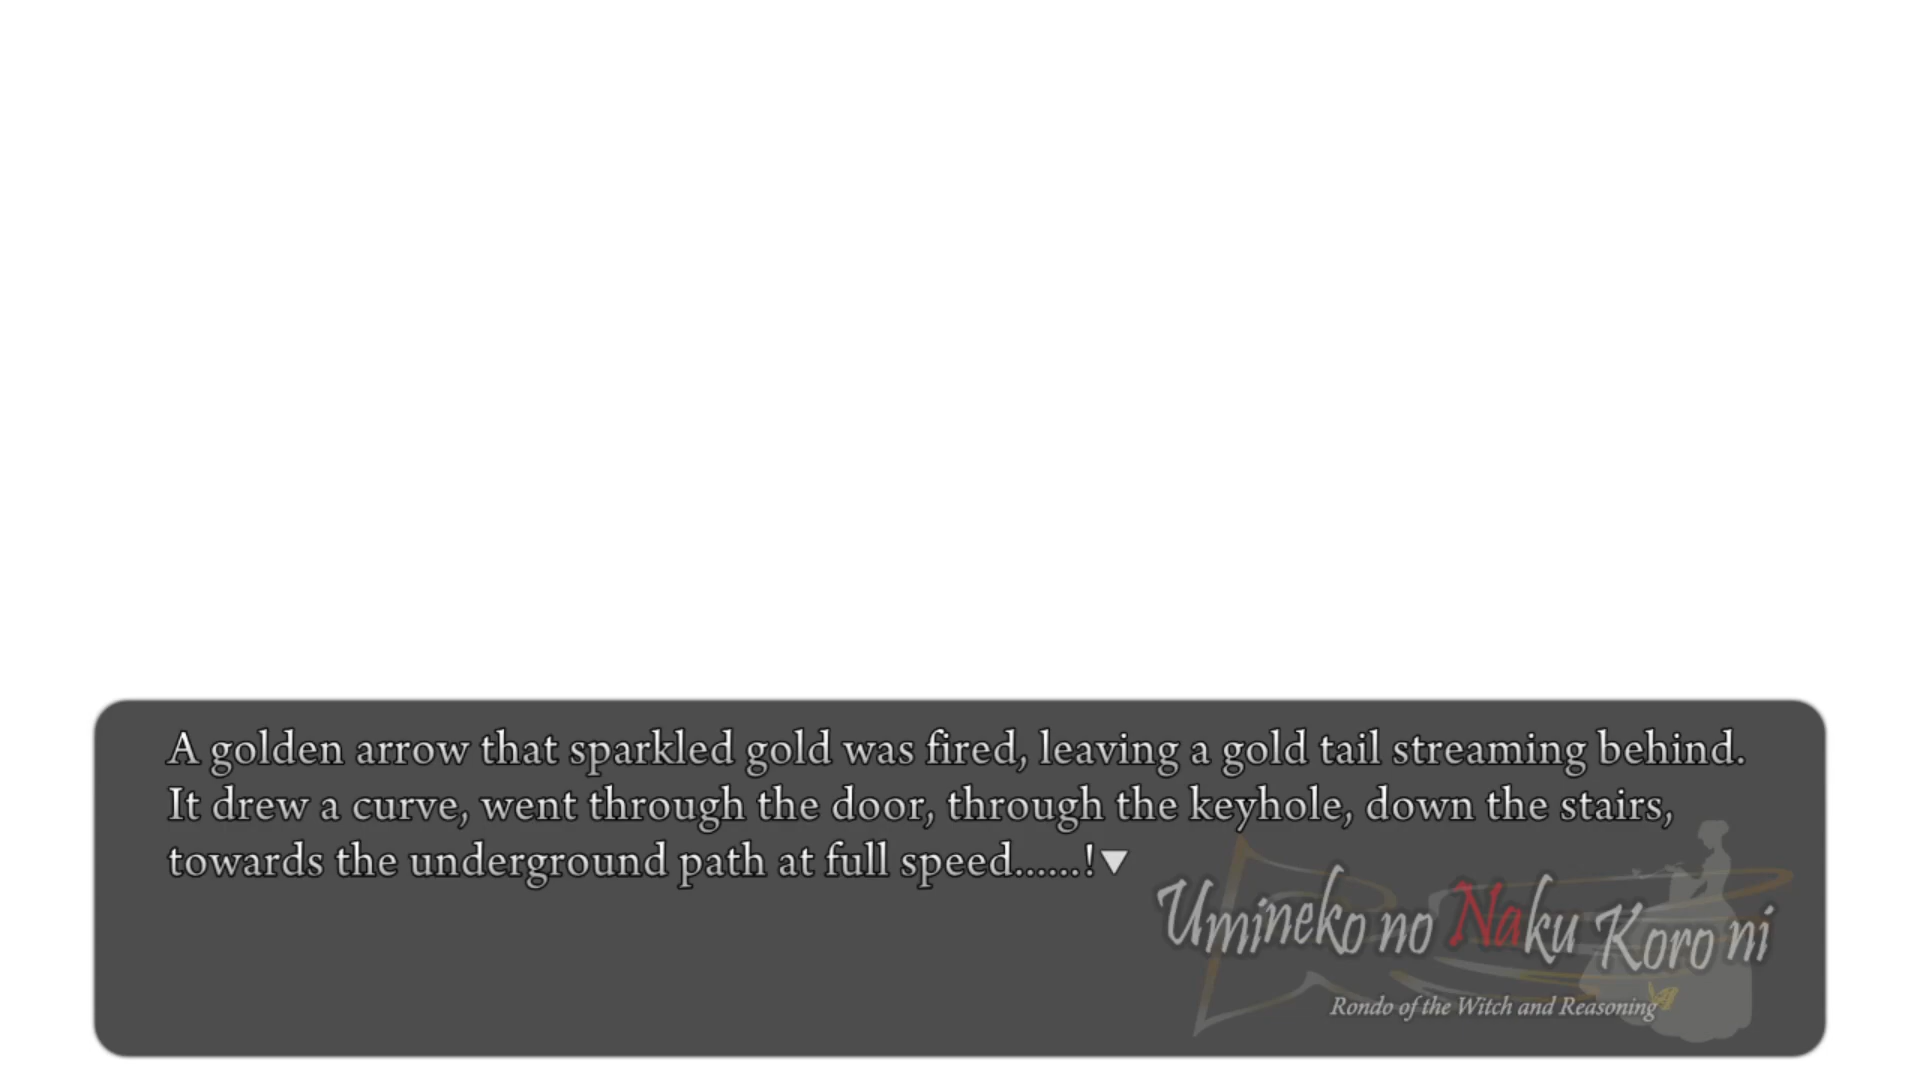 A golden arrow that sparkled gold was fired, leaving a gold tail streaming behind.
It drew a curve, went through the door, through the keyhole, down the stairs,
towards the underground path at full speed......!▼
Umineko no Naku Koro ni
Rondo of the Witch and Reasoning